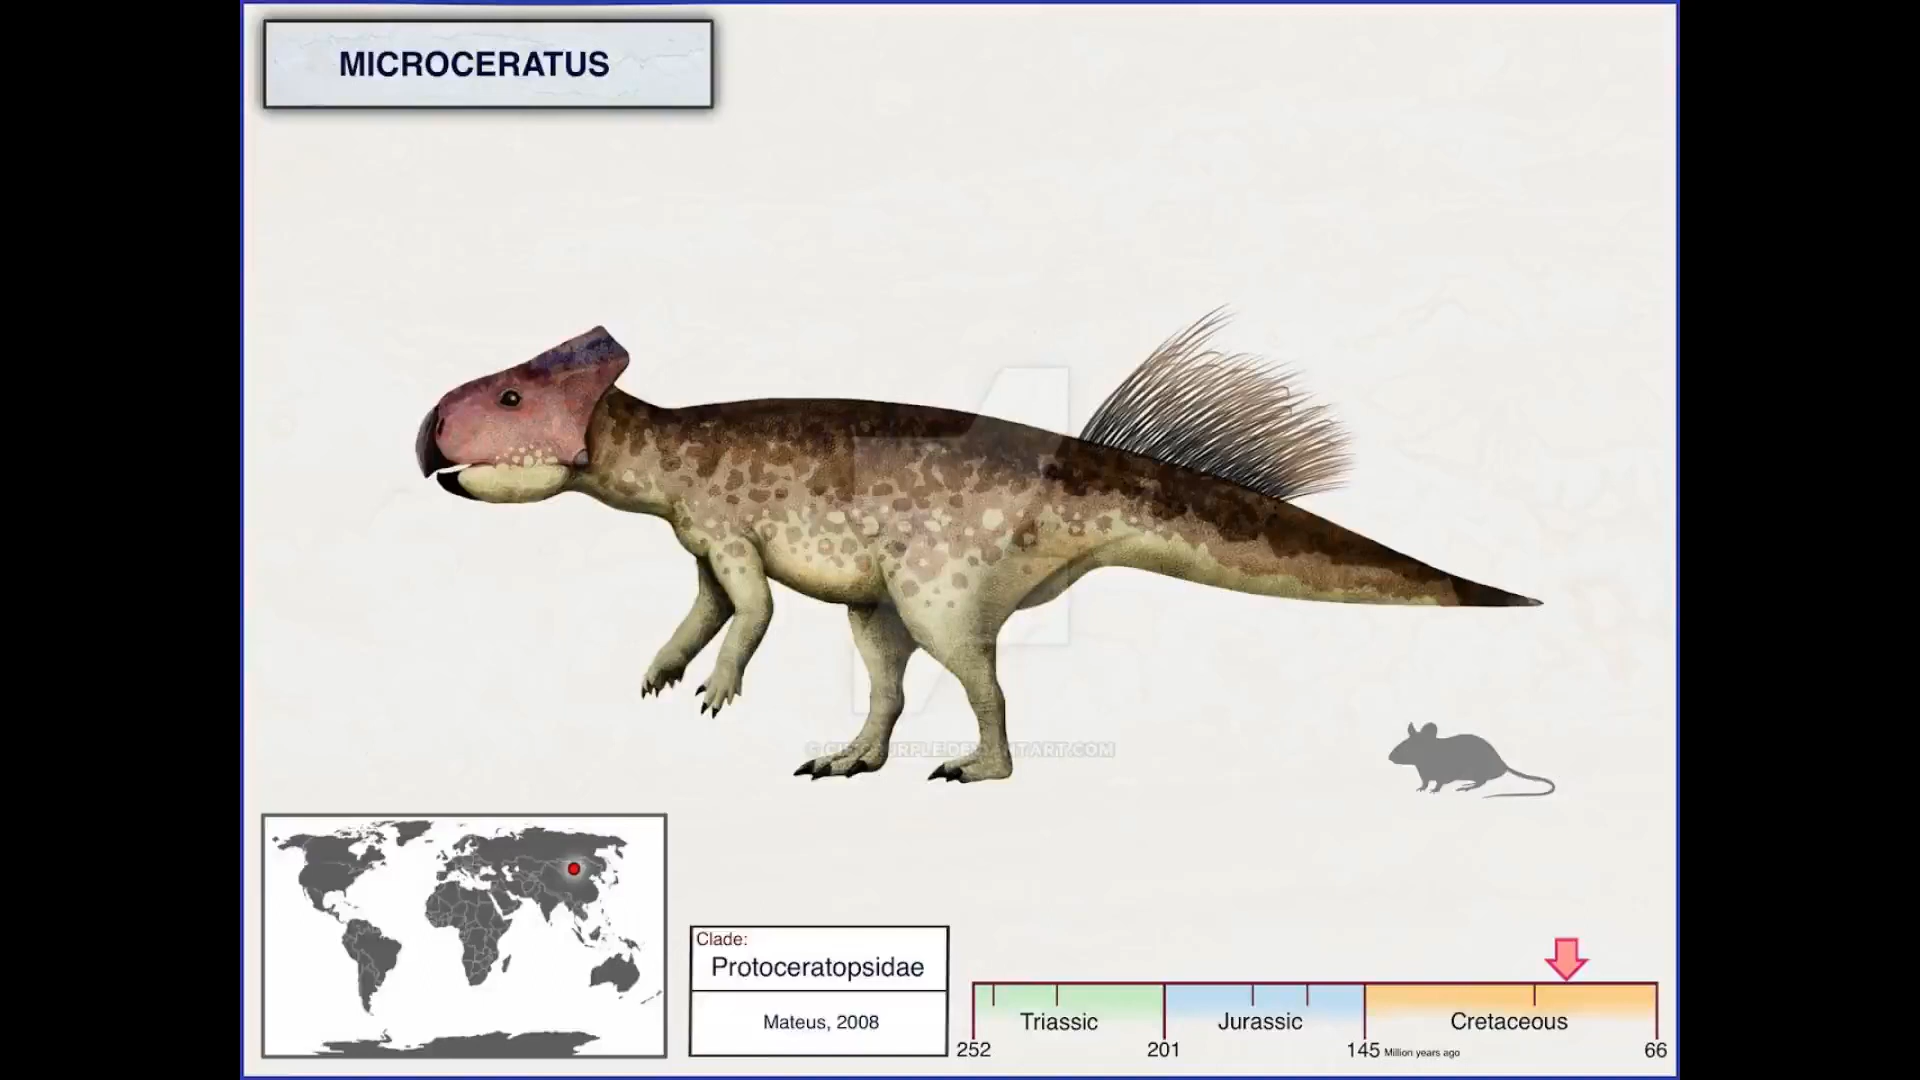 MICROCERATUS
Clade:
Protoceratopsidae
Mateus, 2008
Triassic
Jurassic
Cretaceous
252
201
145 Million years ago
66